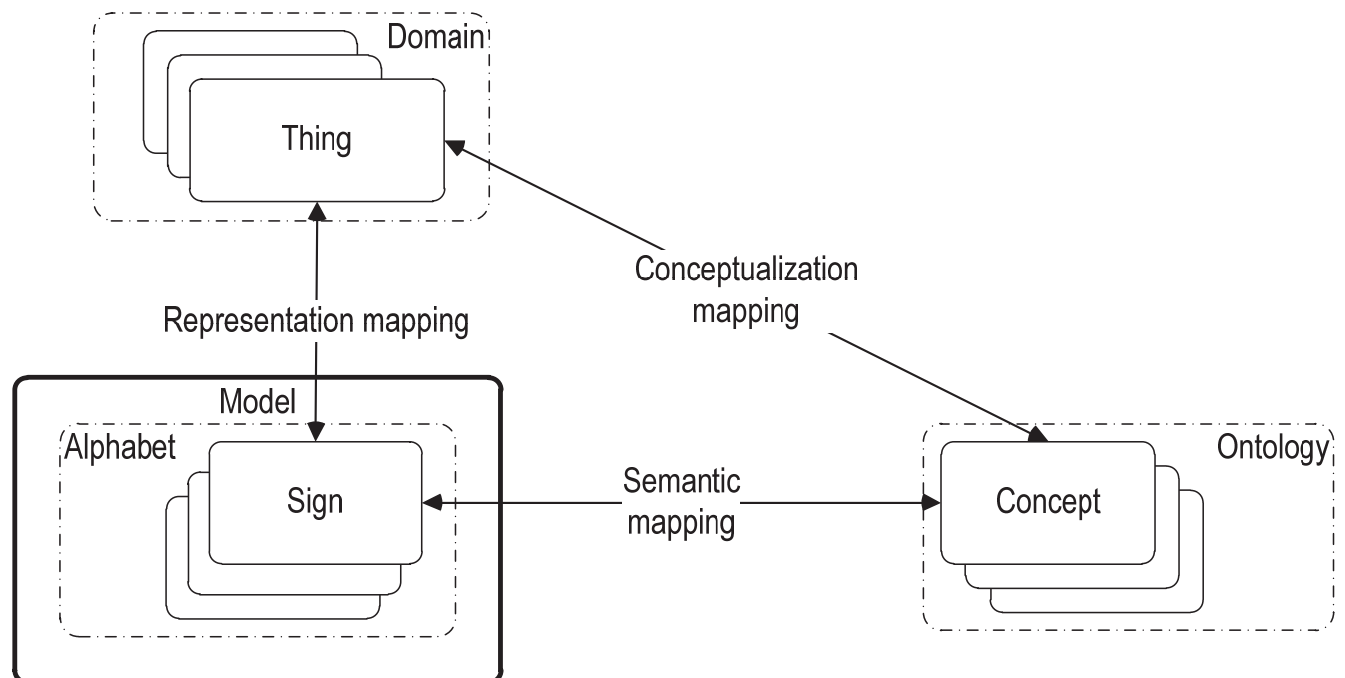 Domain
Thing
Conceptualization
mapping
Representation mapping
Model
Alphabet
Sign
Semantic
mapping
Ontology
Concept